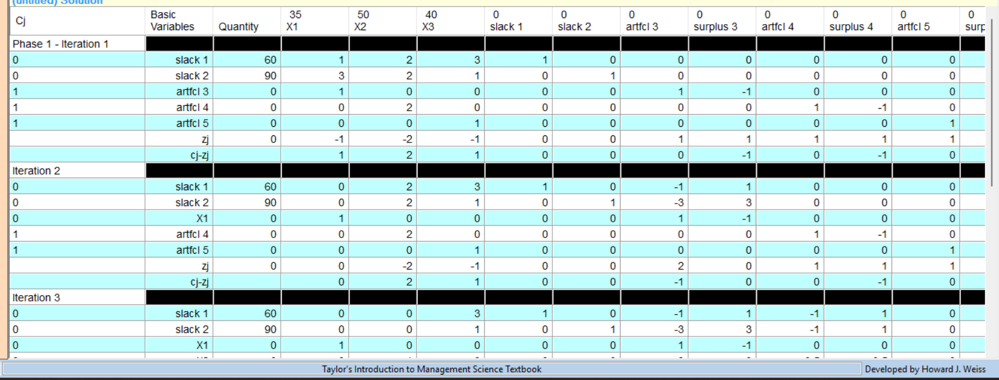 (untitled) Solution
Cj Basic Variables Quantity 35 X1 50 X2 40 X3 0 slack 1 0 slack 2 0 artfcl 3 0 surplus 3 0 artfcl 4 0 surplus 4 0 artfcl 5 0 surp
Phase 1 - Iteration 1
0 slack 1 60 1 2 3 1 0 0 0 0 0 0
0 slack 2 90 3 2 1 0 1 0 0 0 0 0
1 artfcl 3 0 1 0 0 0 0 1 -1 0 0 0
1 artfcl 4 0 0 2 0 0 0 0 0 1 -1 0
1 artfcl 5 0 0 0 1 0 0 0 0 0 0 1
zj 0 -1 -2 -1 0 0 1 1 1 1 1
cj-zj 1 2 1 0 0 0 -1 0 -1 0
Iteration 2
0 slack 1 60 0 2 3 1 0 -1 1 0 0 0
0 slack 2 90 0 2 1 0 1 -3 3 0 0 0
0 X1 0 1 0 0 0 0 1 -1 0 0 0
1 artfcl 4 0 0 2 0 0 0 0 0 1 -1 0
1 artfcl 5 0 0 0 1 0 0 0 0 0 0 1
zj 0 0 -2 -1 0 0 2 0 1 1 1
cj-zj 0 2 1 0 0 -1 0 0 -1 0
Iteration 3
0 slack 1 60 0 0 3 1 0 -1 1 -1 1 0
0 slack 2 90 0 0 1 0 1 -3 3 -1 1 0
0 X1 0 1 0 0 0 0 1 -1 0 0 0
Taylor's Introduction to Management Science Textbook Developed by Howard J. Weiss